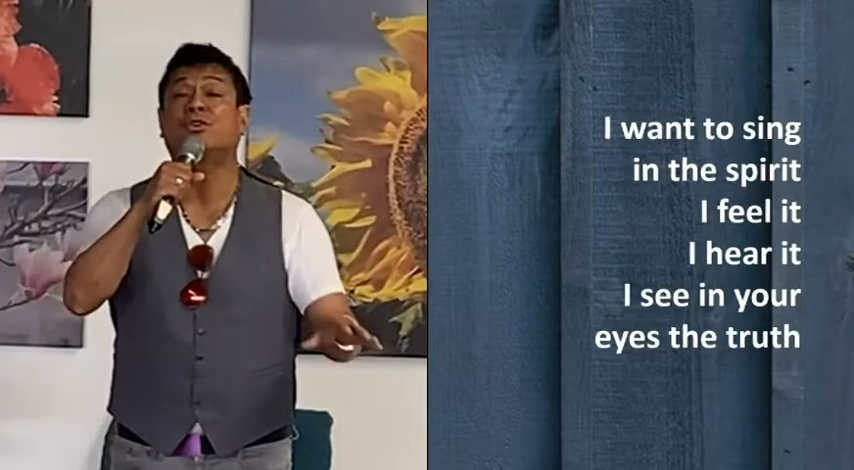 I want to sing
in the spirit
I feel it
I hear it
I see in your
eyes the truth